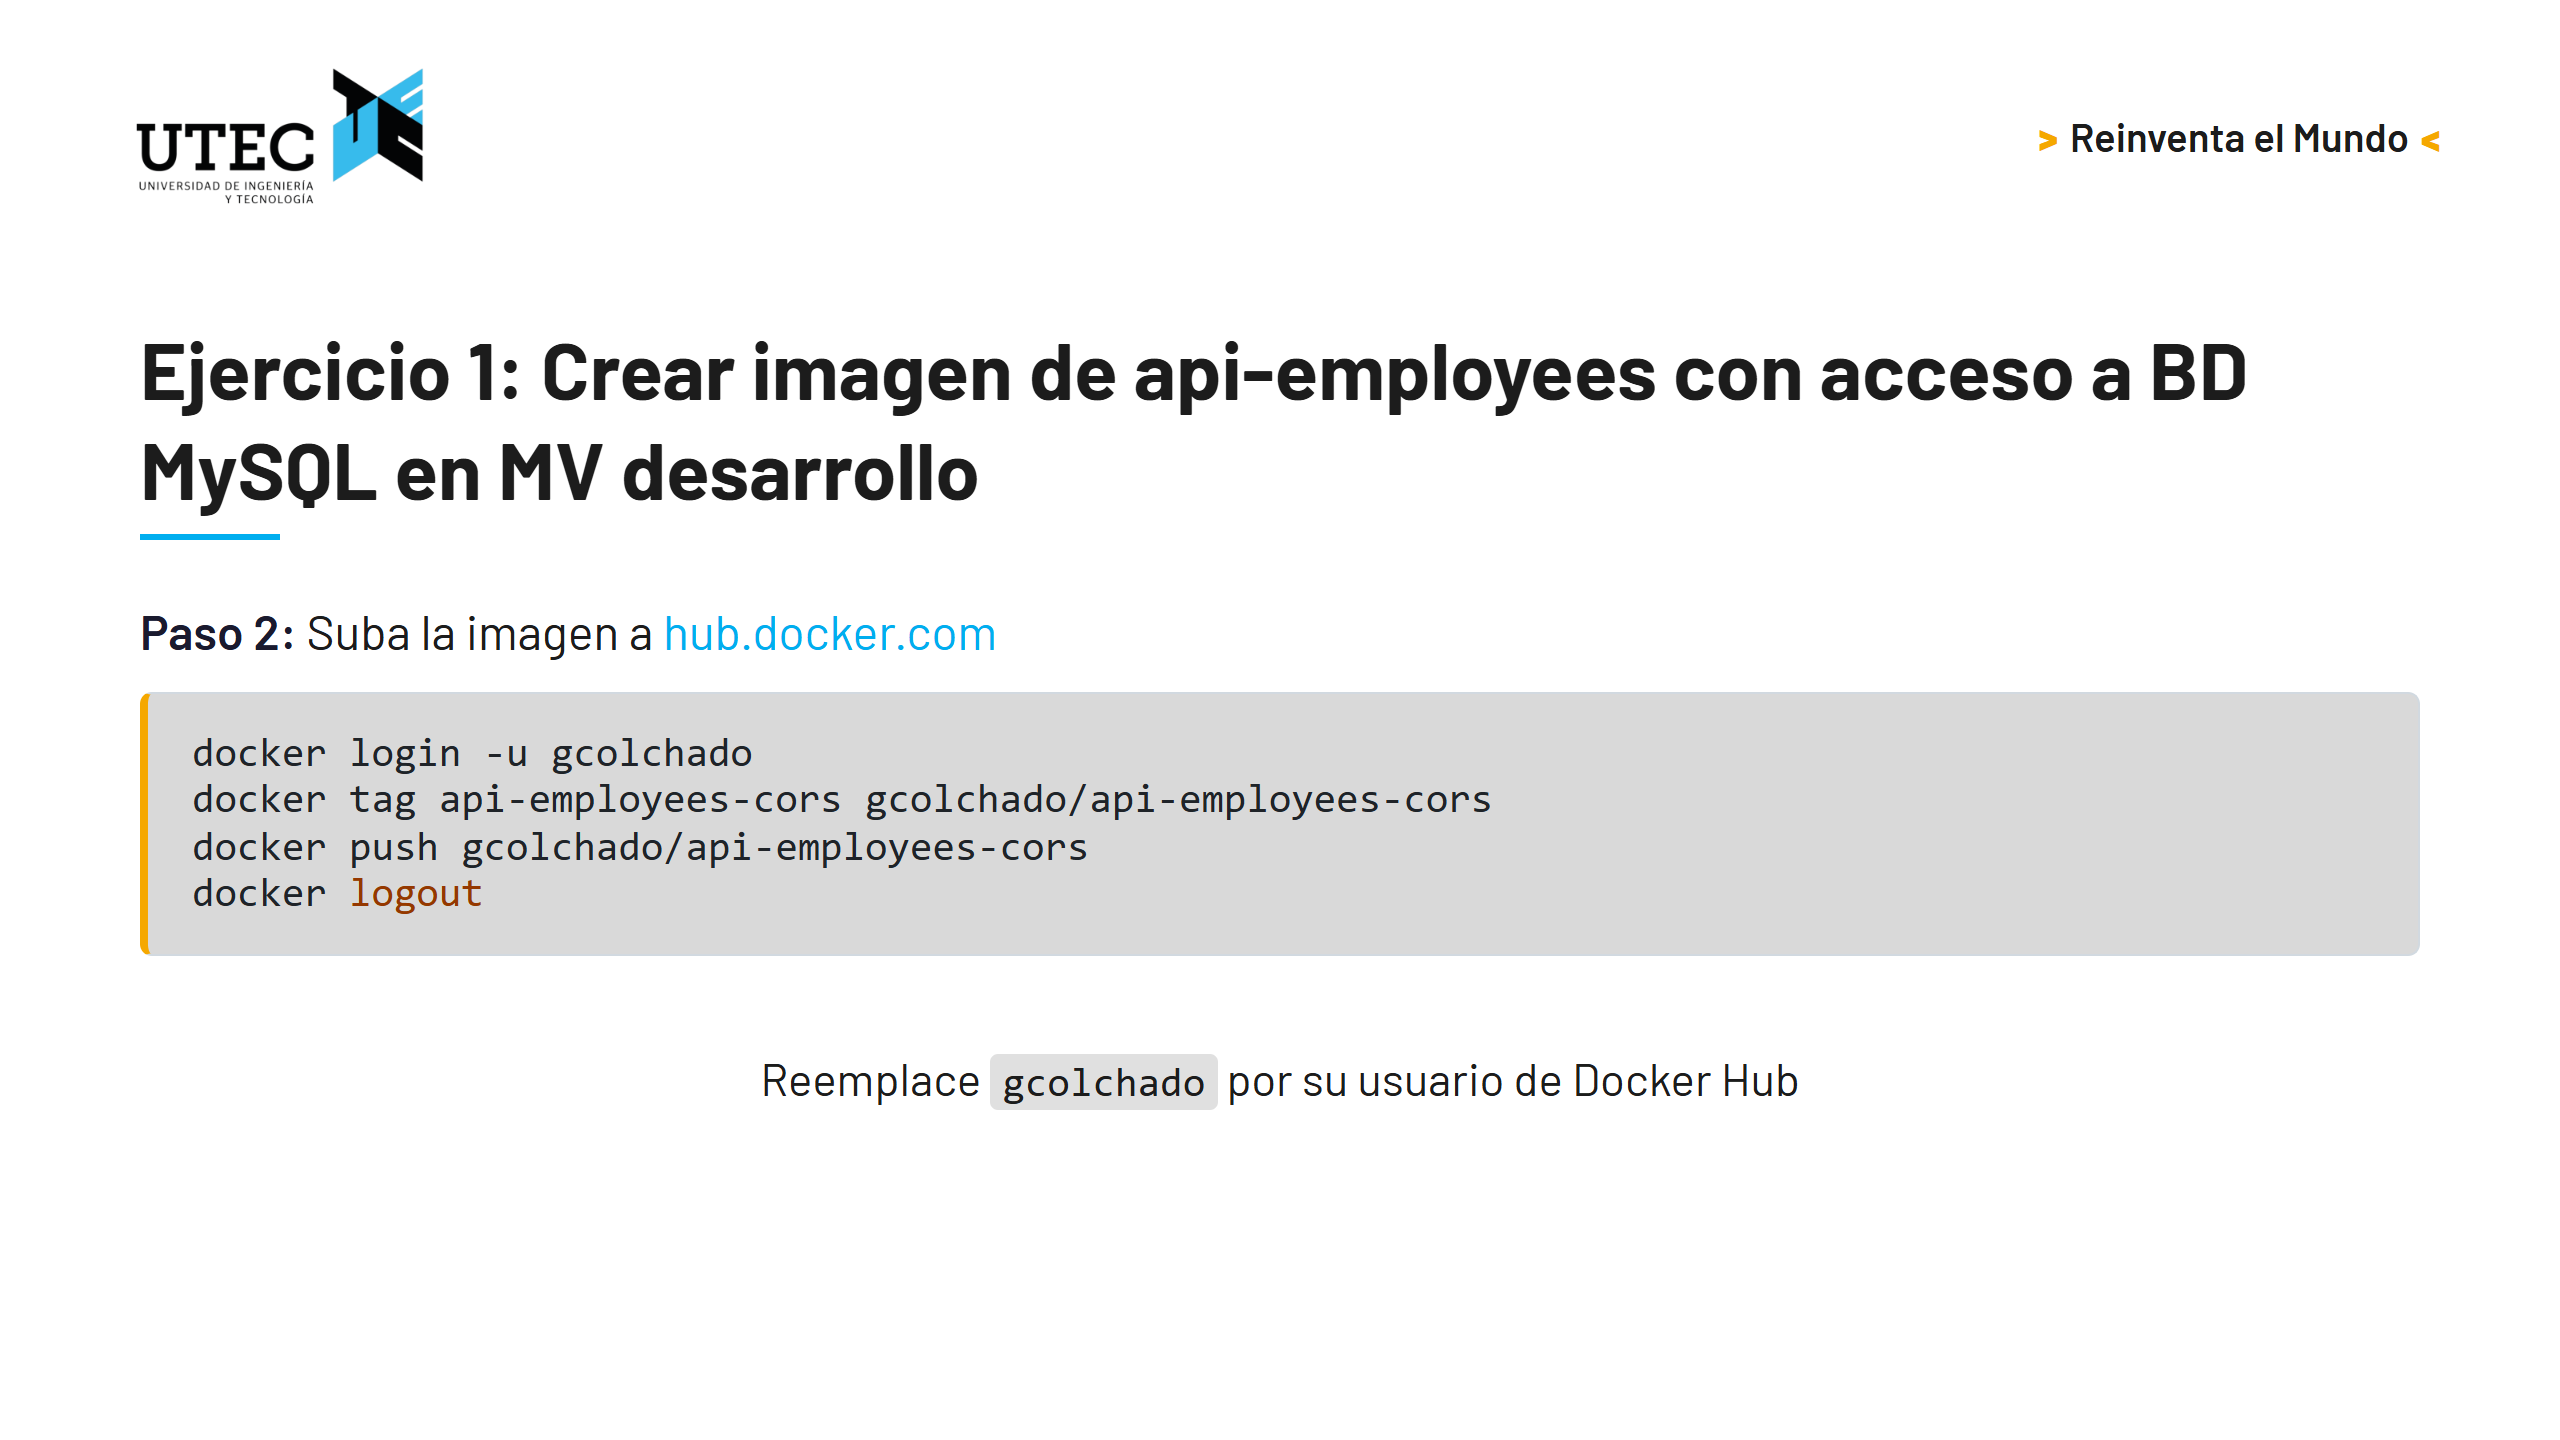 UTEC
UNIVERSIDAD DE INGENIERÍA
Y TECNOLOGÍA
> Reinventa el Mundo <
Ejercicio 1: Crear imagen de api-employees con acceso a BD
MySQL en MV desarrollo
Paso 2: Suba la imagen a hub.docker.com
docker login -u gcolchado
docker tag api-employees-cors gcolchado/api-employees-cors
docker push gcolchado/api-employees-cors
docker logout
Reemplace gcolchado por su usuario de Docker Hub